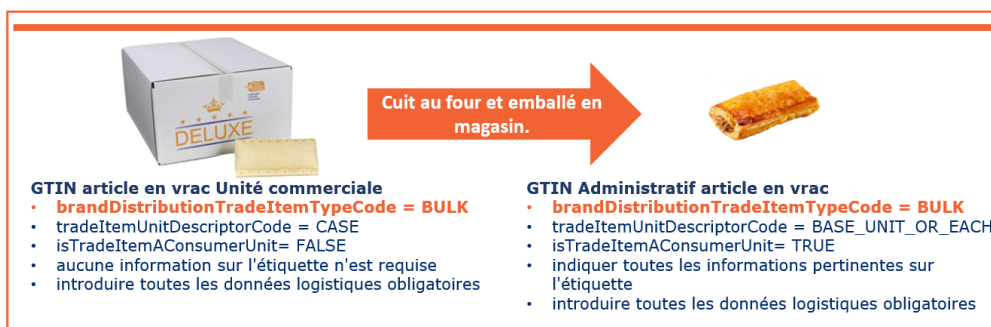 DELUXE
Cuit au four et emballé en
magasin.
GTIN article en vrac Unité commerciale
• brandDistributionTradeItemTypeCode = BULK
• tradeItemUnitDescriptorCode = CASE
• isTradeItemAConsumerUnit= FALSE
• aucune information sur l'étiquette n'est requise
• introduire toutes les données logistiques obligatoires
GTIN Administratif article en vrac
• brandDistributionTradeItemTypeCode = BULK
• tradeItemUnitDescriptorCode = BASE_UNIT_OR_EACH
• isTradeItemAConsumerUnit= TRUE
• indiquer toutes les informations pertinentes sur
l'étiquette
• introduire toutes les données logistiques obligatoires